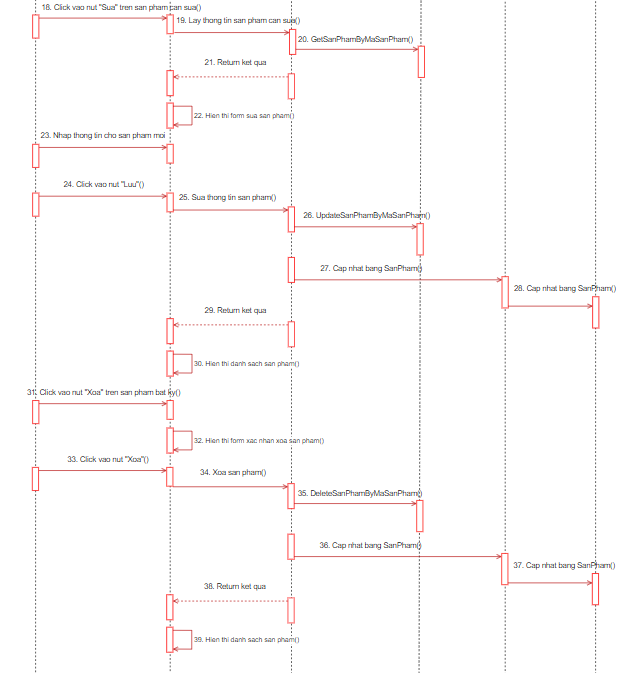 18. Click vao nut "Sua" tren san pham can sua()
19. Lay thong tin san pham can sua()
20. GetSanPhamByMaSanPham()
21. Return ket qua
22. Hien thi form sua san pham()
23. Nhap thong tin cho san pham moi
24. Click vao nut "Luu"()
25. Sua thong tin san pham()
26. UpdateSanPhamByMaSanPham()
27. Cap nhat bang SanPham()
28. Cap nhat bang SanPham()
29. Return ket qua
30. Hien thi danh sach san pham()
31. Click vao nut "Xoa" tren san pham bat ky()
32. Hien thi form xac nhan xoa san pham()
33. Click vao nut "Xoa"()
34. Xoa san pham()
35. DeleteSanPhamByMaSanPham()
36. Cap nhat bang SanPham()
37. Cap nhat bang SanPham()
38. Return ket qua
39. Hien thi danh sach san pham()